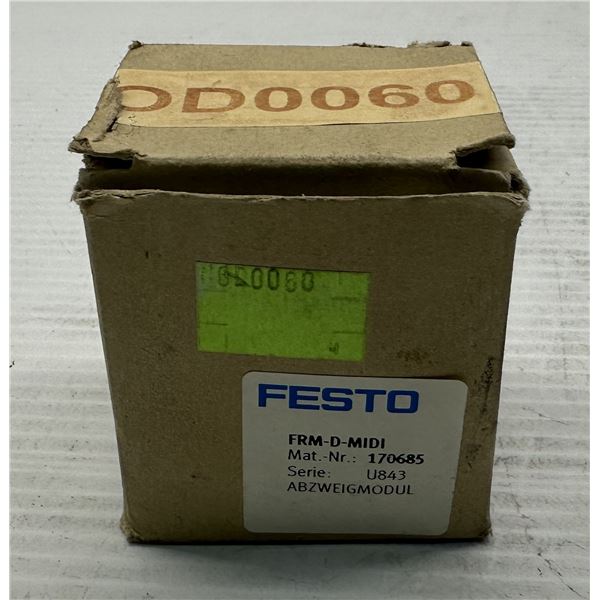 OD0060
0D0060
FESTO
FRM-D-MIDI
Mat.-Nr.: 170685
Serie: U843
ABZWEIGMODUL